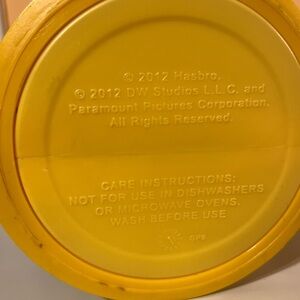 © 2012 Hasbro,
© 2012 DW Studios L.L.C. and
Paramount Pictures Corporation.
All Rights Reserved.
CARE INSTRUCTIONS:
NOT FOR USE IN DISHWASHERS
OR MICROWAVE OVENS.
WASH BEFORE USE